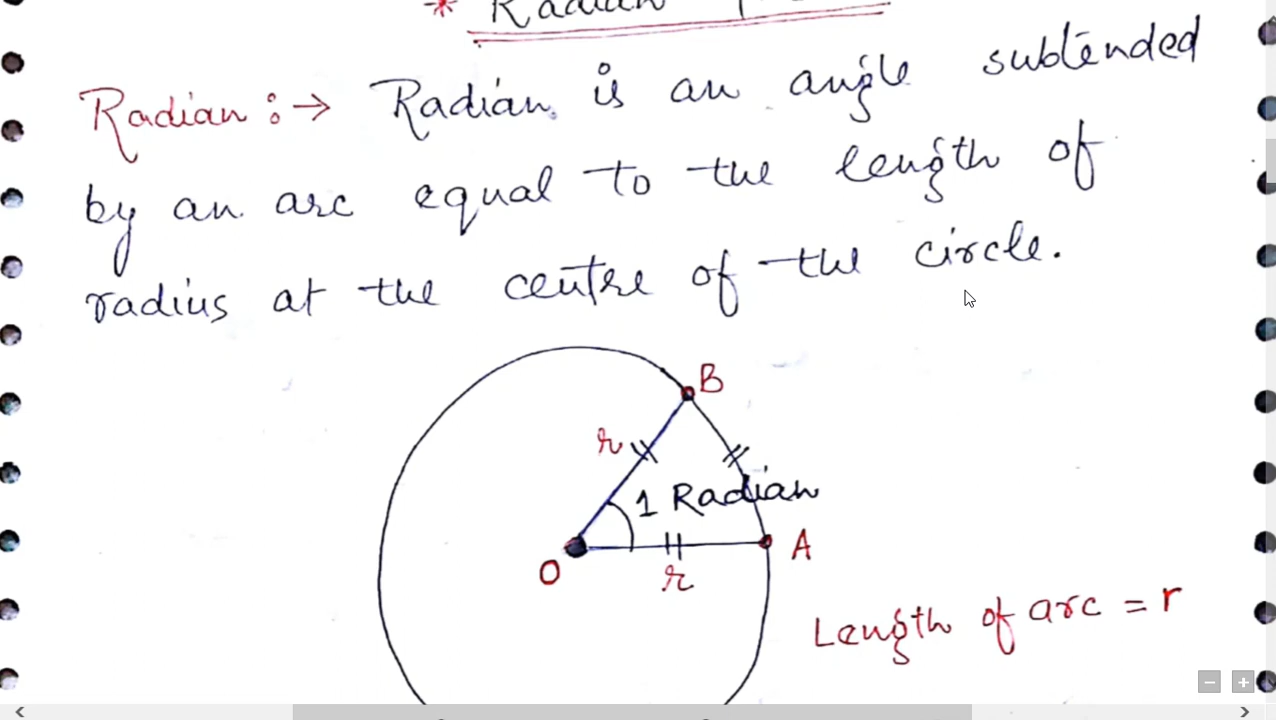 * Radian
Radian :→ Radian is an angle subtended
by an arc equal to the length of
radius at the centre of the circle.
B
r
1 Radian
O
r
A
Length of arc = r